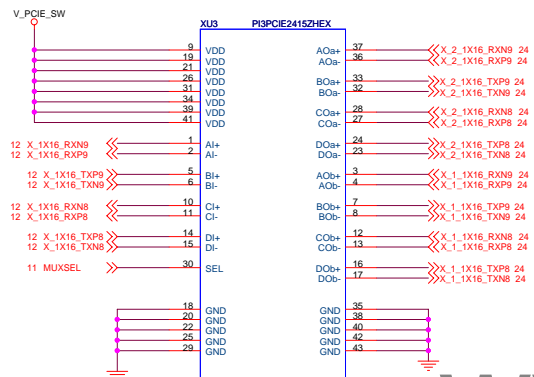 V_PCIE_SW
XU3 PI3PCIE2415ZHEX
9 VDD AOa+ 37 X_2_1X16_RXN9 24
19 VDD AOa- 36 X_2_1X16_RXP9 24
21 VDD
26 VDD BOa+ 33 X_2_1X16_TXP9 24
31 VDD BOa- 32 X_2_1X16_TXN9 24
34 VDD
39 VDD COa+ 28 X_2_1X16_RXN8 24
41 VDD COa- 27 X_2_1X16_RXP8 24
12 X_1X16_RXN9 1 AI+ DOa+ 24 X_2_1X16_TXP8 24
12 X_1X16_RXP9 2 AI- DOa- 23 X_2_1X16_TXN8 24
12 X_1X16_TXP9 5 BI+ AOb+ 3 X_1_1X16_RXN9 24
12 X_1X16_TXN9 6 BI- AOb- 4 X_1_1X16_RXP9 24
12 X_1X16_RXN8 10 CI+ BOb+ 7 X_1_1X16_TXP9 24
12 X_1X16_RXP8 11 CI- BOb- 8 X_1_1X16_TXN9 24
12 X_1X16_TXP8 14 DI+ COb+ 12 X_1_1X16_RXN8 24
12 X_1X16_TXN8 15 DI- COb- 13 X_1_1X16_RXP8 24
11 MUXSEL 30 SEL DOb+ 16 X_1_1X16_TXP8 24
DOb- 17 X_1_1X16_TXN8 24
18 GND GND 35
20 GND GND 38
22 GND GND 40
25 GND GND 42
29 GND GND 43